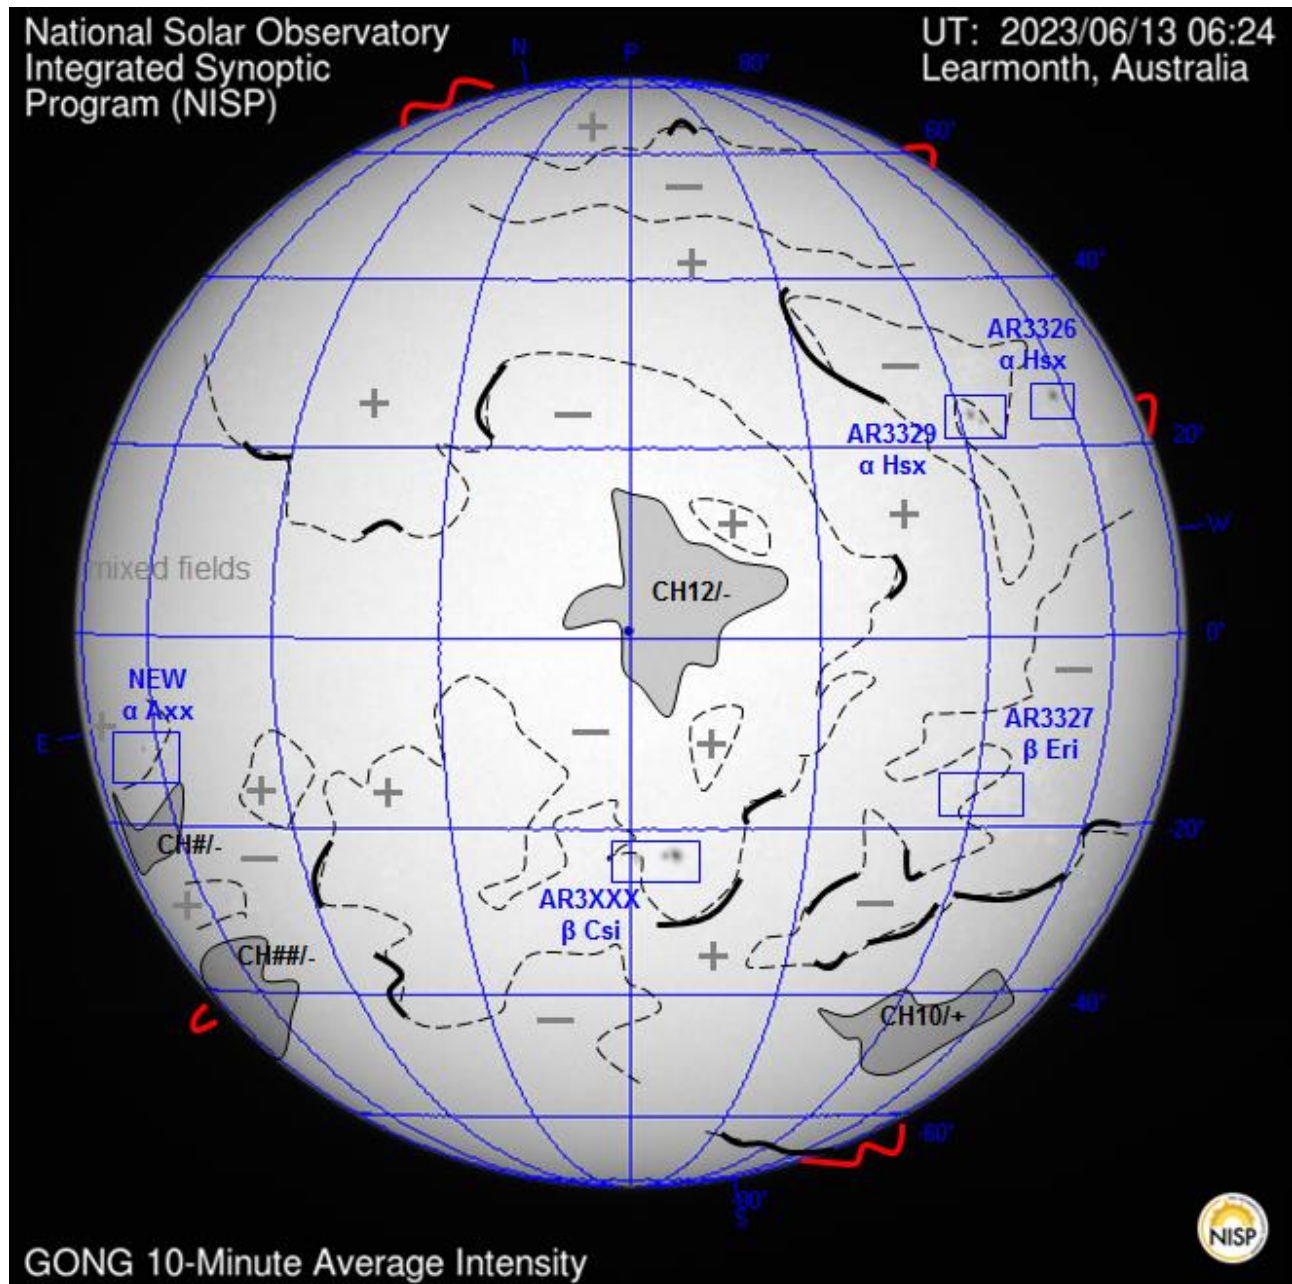 National Solar Observatory
Integrated Synoptic
Program (NISP)
UT: 2023/06/13 06:24
Learmonth, Australia
N
P
80°
60°
+
−
+
40°
AR3326
α Hsx
−
+
−
AR3329
α Hsx
20°
+
+
W
mixed fields
CH12/-
0°
−
NEW
α Axx
+
E
AR3327
β Eri
−
+
+
+
-20°
CH#/-
−
+
AR3XXX
β Csi
−
CH##/-
+
-40°
CH10/+
−
-60°
-80°
S
NISP
GONG 10-Minute Average Intensity